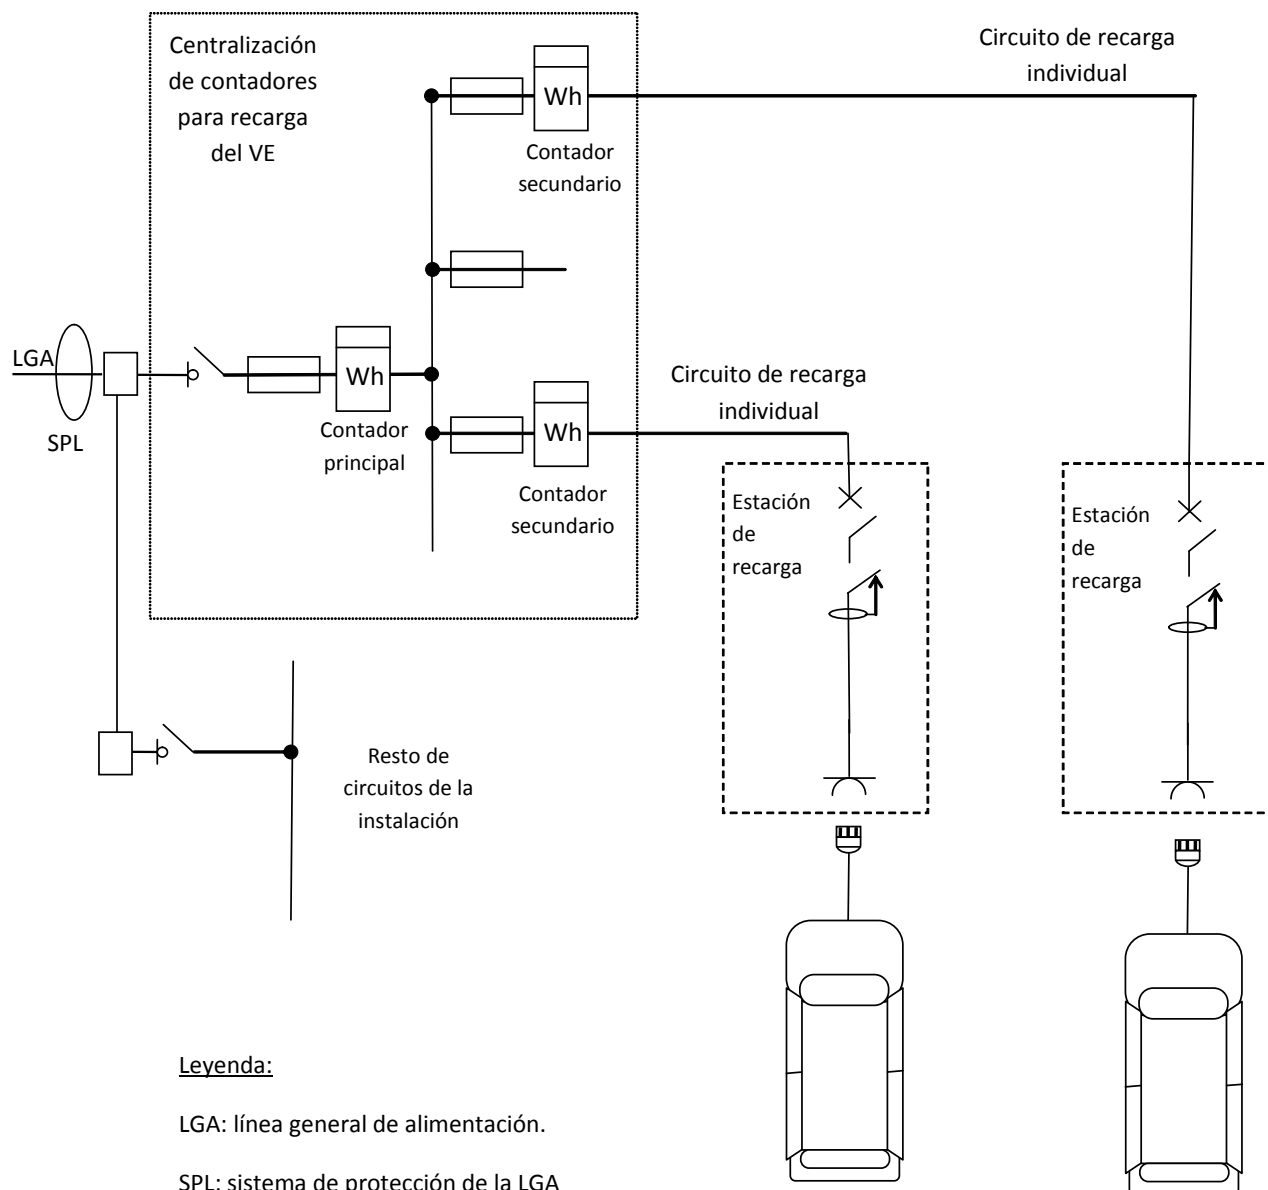 Centralización
de contadores
para recarga
del VE
Wh
Contador
secundario
Circuito de recarga
individual
LGA
SPL
Wh
Contador
principal
Wh
Contador
secundario
Circuito de recarga
individual
Estación
de
recarga
Estación
de
recarga
Resto de
circuitos de la
instalación
Leyenda:
LGA: línea general de alimentación.
SPL: sistema de protección de la LGA